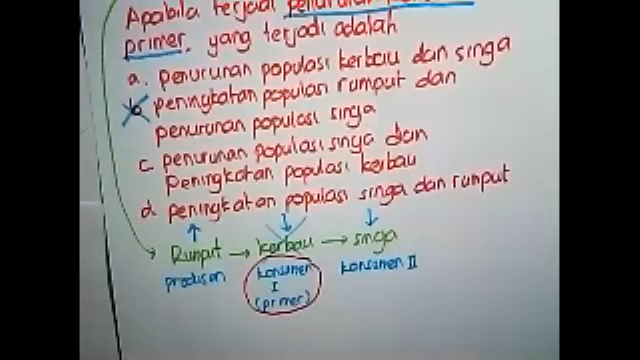 Apabila terjadi penurunan
primer, yang terjadi adalah
a. penurunan populasi kerbau dan singa
b. peningkatan populasi rumput dan
penurunan populasi singa
c. penurunan populasi singa dan
peningkatan populasi kerbau
d. peningkatan populasi singa dan rumput
Rumput → kerbau → singa
produsen konsumen konsumen II
I
(primer)